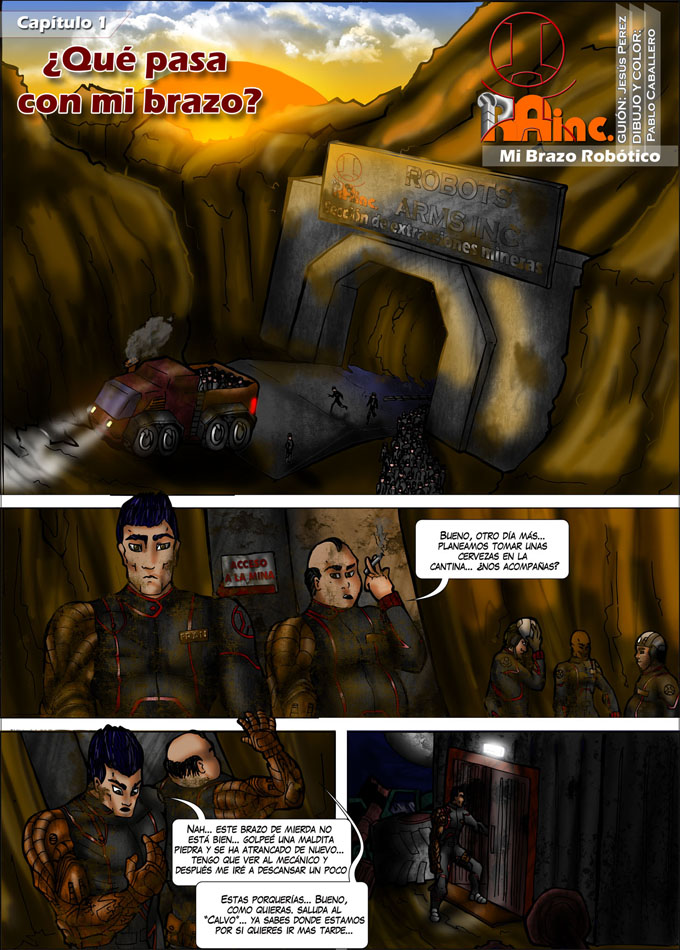 Capítulo 1
¿Qué pasa
con mi brazo?
RAinc.
Mi Brazo Robótico
GUIÓN: JESÚS PEREZ
DIBUJO Y COLOR:
PABLO CABALLERO
RAinc.
ROBOTS
ARMS INC
sección de extracciones mineras
ACCESO
A LA MINA
BUENO, OTRO DÍA MÁS...
PLANEAMOS TOMAR UNAS
CERVEZAS EN LA
CANTINA... ¿NOS ACOMPAÑAS?
NAH... ESTE BRAZO DE MIERDA NO
ESTÁ BIEN... GOLPEÉ UNA MALDITA
PIEDRA Y SE HA ATRANCADO DE NUEVO...
TENGO QUE VER AL MECÁNICO Y
DESPUÉS ME IRÉ A DESCANSAR UN POCO
ESTAS PORQUERÍAS... BUENO,
COMO QUIERAS. SALUDA AL
"CALVO"... YA SABES DONDE ESTAMOS
POR SI QUIERES IR MAS TARDE...